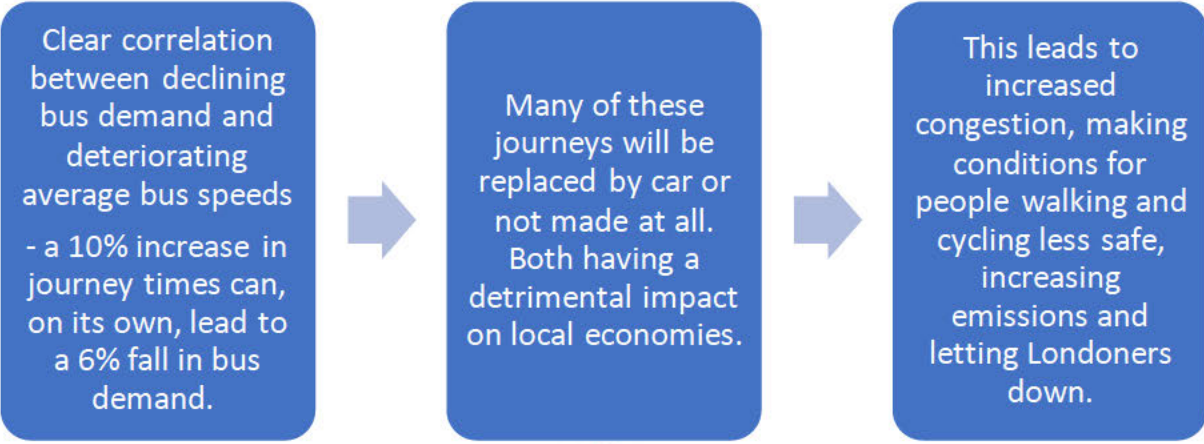 Clear correlation
between declining
bus demand and
deteriorating
average bus speeds
- a 10% increase in
journey times can,
on its own, lead to
a 6% fall in bus
demand.
Many of these
journeys will be
replaced by car or
not made at all.
Both having a
detrimental impact
on local economies.
This leads to
increased
congestion, making
conditions for
people walking and
cycling less safe,
increasing
emissions and
letting Londoners
down.